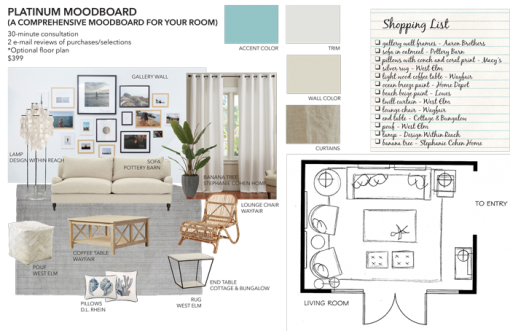 PLATINUM MOODBOARD
(A COMPREHENSIVE MOODBOARD FOR YOUR ROOM)
30-minute consultation
2 e-mail reviews of purchases/selections
*Optional floor plan
$399
ACCENT COLOR
TRIM
WALL COLOR
CURTAINS
GALLERY WALL
LAMP
DESIGN WITHIN REACH
SOFA
POTTERY BARN
BANANA TREE
STEPHANIE COHEN HOME
LOUNGE CHAIR
WAYFAIR
COFFEE TABLE
WAYFAIR
POUF
WEST ELM
END TABLE
COTTAGE & BUNGALOW
RUG
WEST ELM
PILLOWS
D.L. RHEIN
Shopping List
gallery wall frames - Aaron Brothers
sofa in oatmeal - Pottery Barn
pillows with conch and coral print - Macy's
silver rug - West Elm
light wood coffee table - Wayfair
ocean breeze paint - Home Depot
beach beige paint - Lowes
twill curtain - West Elm
lounge chair - Wayfair
end table - Cottage & Bungalow
pouf - West Elm
lamp - Design Within Reach
banana tree - Stephanie Cohen Home
TO ENTRY
LIVING ROOM